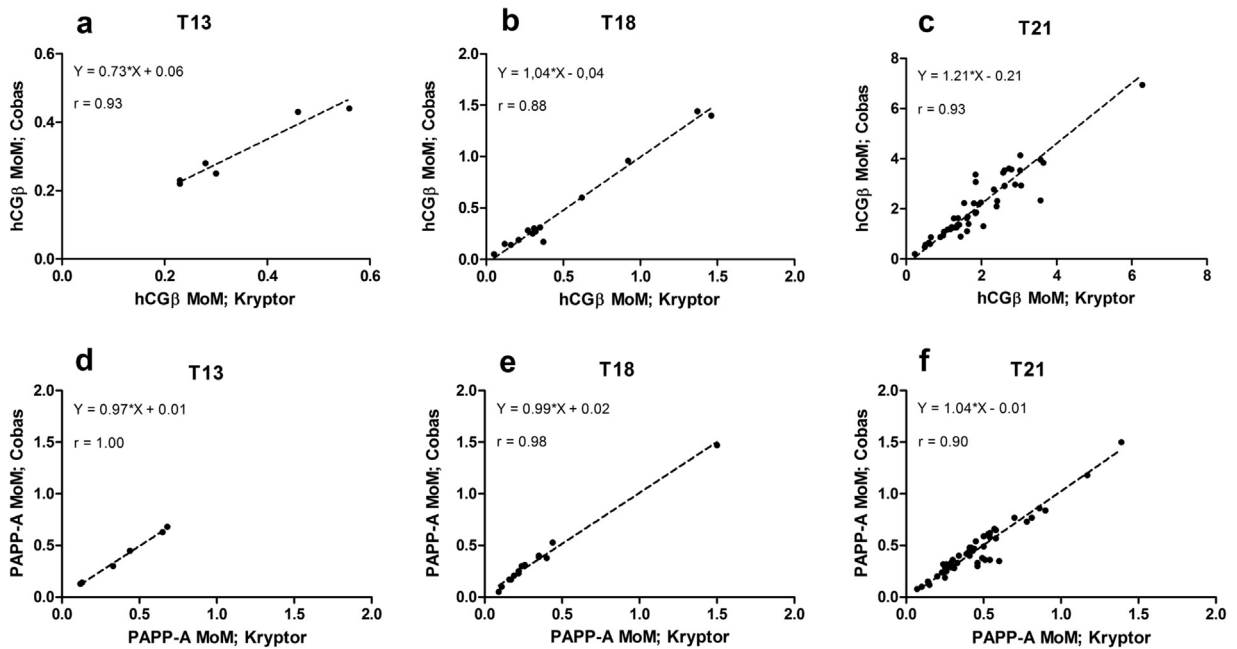 a
T13
Y = 0.73*X + 0.06
r = 0.93
hCGβ MoM; Cobas
0.6
0.4
0.2
0.0
0.0 0.2 0.4 0.6
hCGβ MoM; Kryptor
b
T18
Y = 1,04*X – 0,04
r = 0.88
hCGβ MoM; Cobas
2.0
1.5
1.0
0.5
0.0
0.0 0.5 1.0 1.5 2.0
hCGβ MoM; Kryptor
c
T21
Y = 1.21*X – 0.21
r = 0.93
hCGβ MoM; Cobas
8
6
4
2
0
0 2 4 6 8
hCGβ MoM; Kryptor
d
T13
Y = 0.97*X + 0.01
r = 1.00
PAPP-A MoM; Cobas
2.0
1.5
1.0
0.5
0.0
0.0 0.5 1.0 1.5 2.0
PAPP-A MoM; Kryptor
e
T18
Y = 0.99*X + 0.02
r = 0.98
PAPP-A MoM; Cobas
2.0
1.5
1.0
0.5
0.0
0.0 0.5 1.0 1.5 2.0
PAPP-A MoM; Kryptor
f
T21
Y = 1.04*X – 0.01
r = 0.90
PAPP-A MoM; Cobas
2.0
1.5
1.0
0.5
0.0
0.0 0.5 1.0 1.5 2.0
PAPP-A MoM; Kryptor